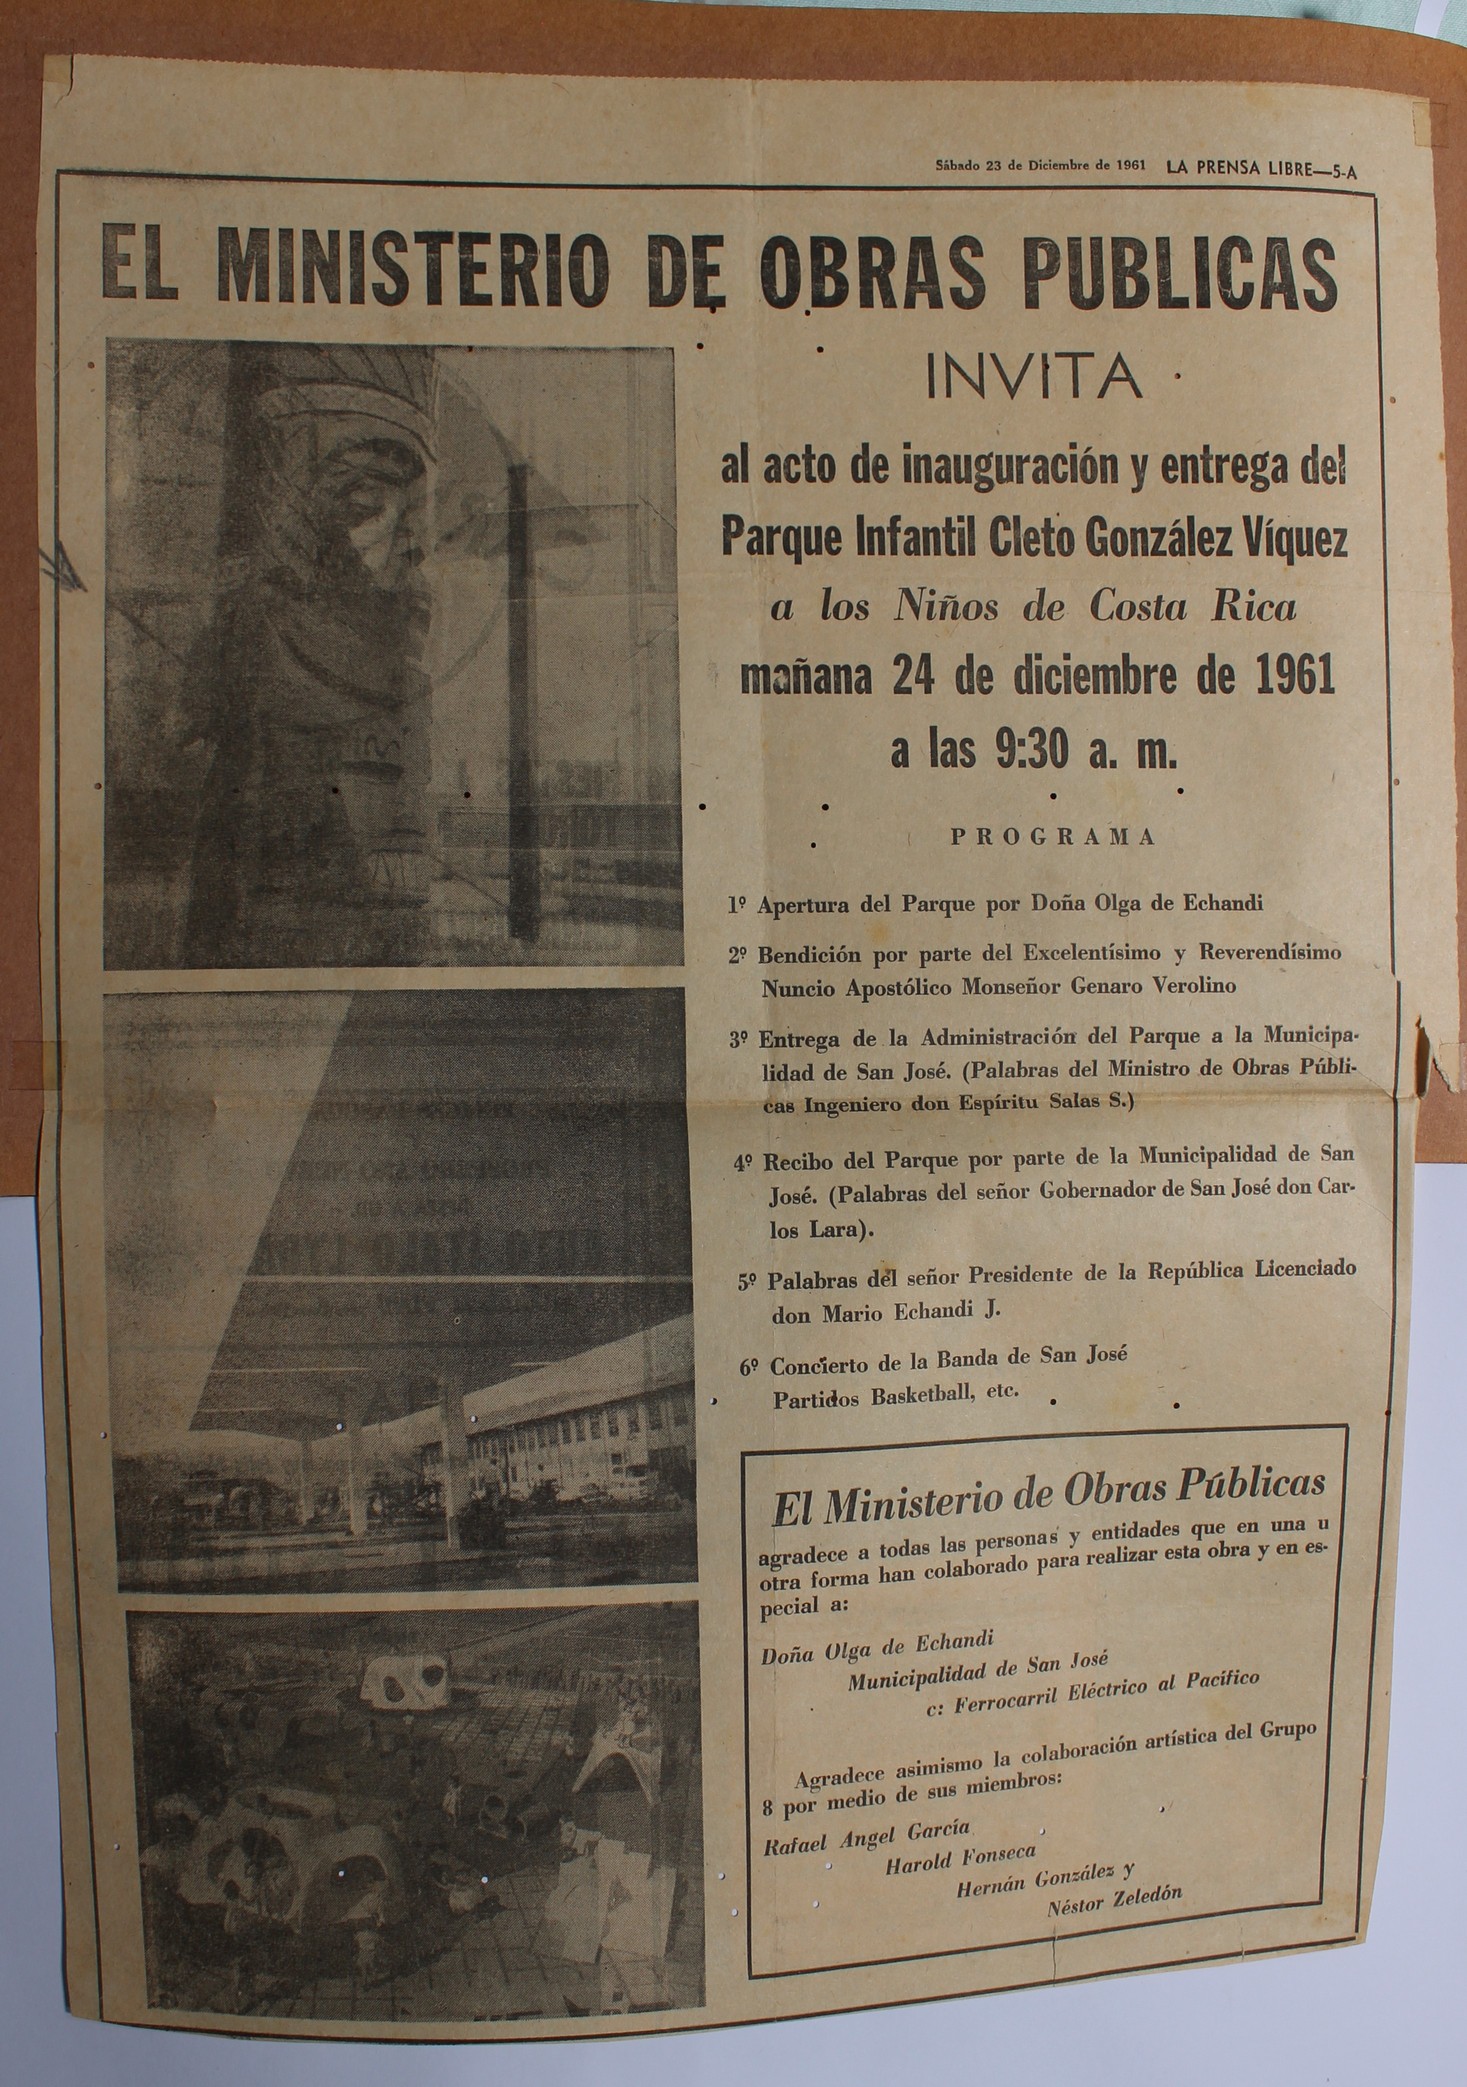 Sábado 23 de Diciembre de 1961 LA PRENSA LIBRE—5-A
EL MINISTERIO DE OBRAS PUBLICAS
INVITA
al acto de inauguración y entrega del
Parque Infantil Cleto González Víquez
a los Niños de Costa Rica
mañana 24 de diciembre de 1961
a las 9:30 a. m.
PROGRAMA
1º Apertura del Parque por Doña Olga de Echandi
2º Bendición por parte del Excelentísimo y Reverendísimo
Nuncio Apostólico Monseñor Genaro Verolino
3º Entrega de la Administración del Parque a la Municipa-
lidad de San José. (Palabras del Ministro de Obras Públi-
cas Ingeniero don Espíritu Salas S.)
4º Recibo del Parque por parte de la Municipalidad de San
José. (Palabras del señor Gobernador de San José don Car-
los Lara).
5º Palabras del señor Presidente de la República Licenciado
don Mario Echandi J.
6º Concierto de la Banda de San José
Partidos Basketball, etc.
El Ministerio de Obras Públicas
agradece a todas las personas y entidades que en una u
otra forma han colaborado para realizar esta obra y en es-
pecial a:
Doña Olga de Echandi
Municipalidad de San José
c: Ferrocarril Eléctrico al Pacífico
Agradece asimismo la colaboración artística del Grupo
8 por medio de sus miembros:
Rafael Angel García
Harold Fonseca
Hernán González y
Néstor Zeledón